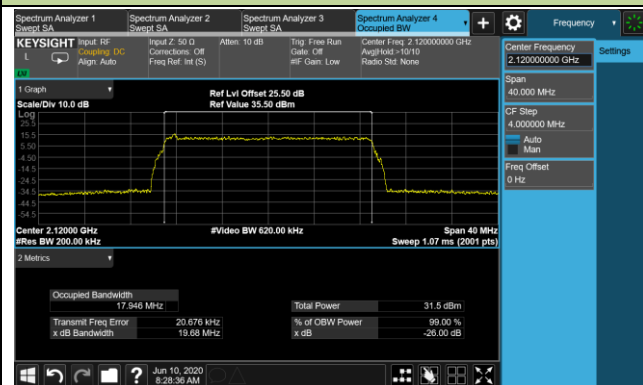 Spectrum Analyzer 1
Swept SA
Spectrum Analyzer 2
Swept SA
Spectrum Analyzer 3
Swept SA
Spectrum Analyzer 4
Occupied BW
Frequency
KEYSIGHT
L
Input: RF
Coupling: DC
Align: Auto
Input Z: 50 Ω
Corrections: Off
Freq Ref: Int (S)
Atten: 10 dB
Trig: Free Run
Gate: Off
#IF Gain: Low
Center Freq: 2.120000000 GHz
Avg|Hold >10/10
Radio Std: None
LXI
1 Graph
Scale/Div 10.0 dB
Ref Lvl Offset 25.50 dB
Ref Value 35.50 dBm
Log
25.5
15.5
5.50
-4.50
-14.5
-24.5
-34.5
-44.5
-54.5
Center 2.12000 GHz
#Res BW 200.00 kHz
#Video BW 620.00 kHz
Span 40 MHz
Sweep 1.07 ms (2001 pts)
2 Metrics
Occupied Bandwidth
17.946 MHz
Total Power 31.5 dBm
Transmit Freq Error 20.676 kHz
% of OBW Power 99.00 %
x dB Bandwidth 19.68 MHz
x dB -26.00 dB
Center Frequency
2.120000000 GHz
Settings
Span
40.000 MHz
CF Step
4.000000 MHz
Auto
Man
Freq Offset
0 Hz
Jun 10, 2020
8:28:36 AM